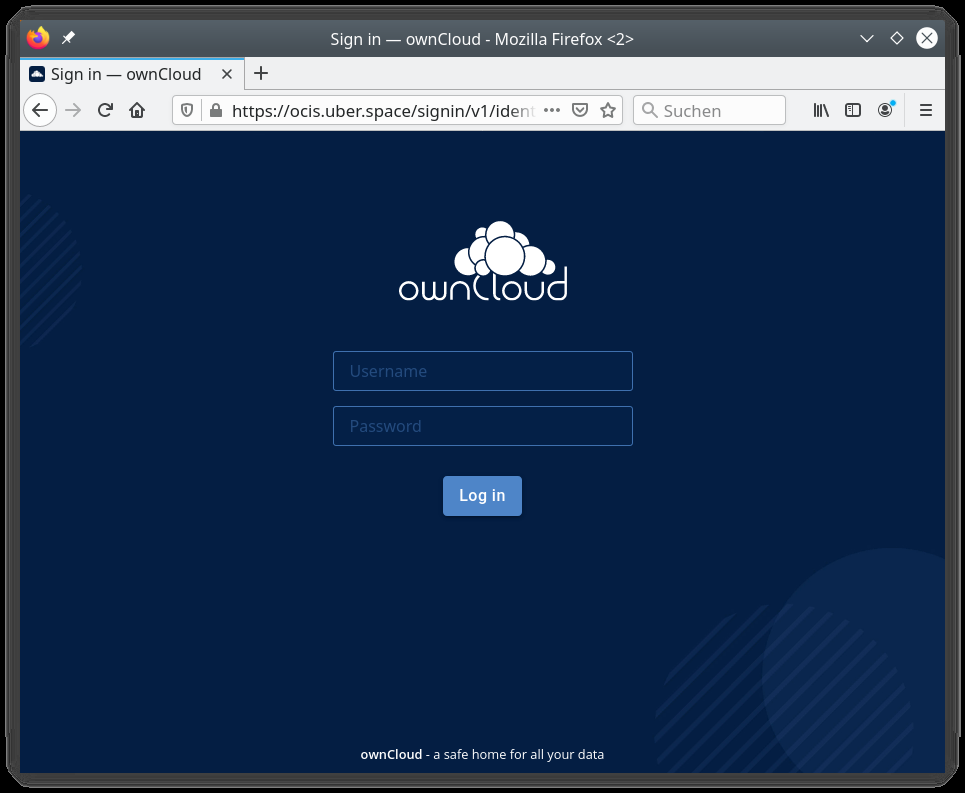 Sign in — ownCloud - Mozilla Firefox <2>
Sign in — ownCloud
https://ocis.uber.space/signin/v1/ident
Suchen
ownCloud
Username
Password
Log in
ownCloud - a safe home for all your data